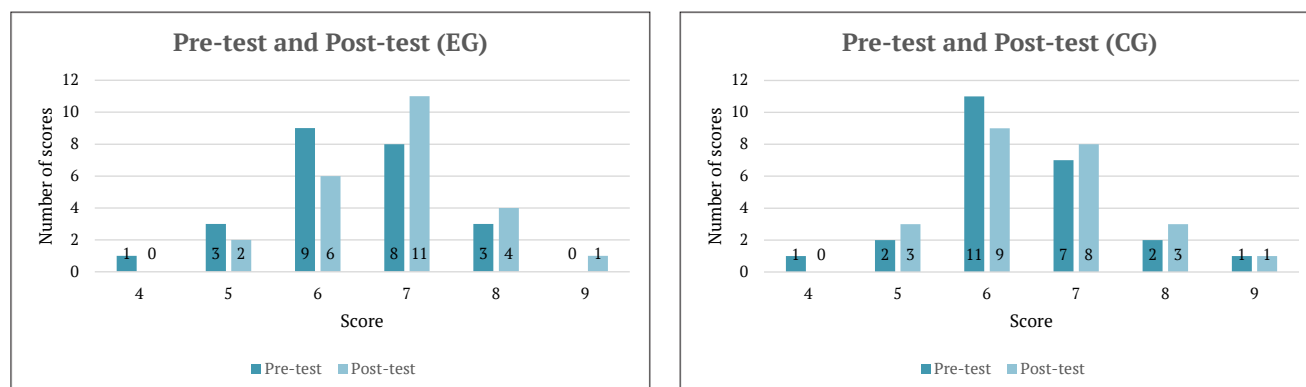 Pre-test and Post-test (EG)
Number of scores
12
10
8
6
4
2
0
1 0 3 2 9 6 8 11 3 4 0 1
4 5 6 7 8 9
Score
Pre-test Post-test
Pre-test and Post-test (CG)
Number of scores
12
10
8
6
4
2
0
1 0 2 3 11 9 7 8 2 3 1 1
4 5 6 7 8 9
Score
Pre-test Post-test